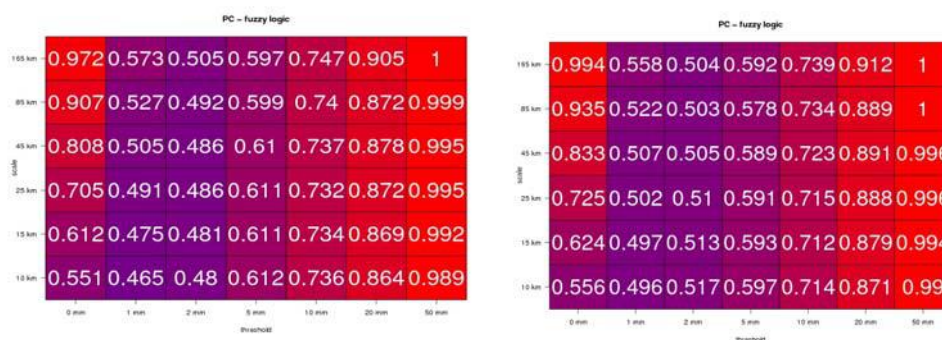 PC – fuzzy logic
165 km 0.972 0.573 0.505 0.597 0.747 0.905 1
85 km 0.907 0.527 0.492 0.599 0.74 0.872 0.999
45 km 0.808 0.505 0.486 0.61 0.737 0.878 0.995
25 km 0.705 0.491 0.486 0.611 0.732 0.872 0.995
15 km 0.612 0.475 0.481 0.611 0.734 0.869 0.992
10 km 0.551 0.465 0.48 0.612 0.736 0.864 0.989
scale
0 mm 1 mm 2 mm 5 mm 10 mm 20 mm 50 mm
threshold
PC – fuzzy logic
165 km 0.994 0.558 0.504 0.592 0.739 0.912 1
85 km 0.935 0.522 0.503 0.578 0.734 0.889 1
45 km 0.833 0.507 0.505 0.589 0.723 0.891 0.996
25 km 0.725 0.502 0.51 0.591 0.715 0.888 0.996
15 km 0.624 0.497 0.513 0.593 0.712 0.879 0.994
10 km 0.556 0.496 0.517 0.597 0.714 0.871 0.99
scale
0 mm 1 mm 2 mm 5 mm 10 mm 20 mm 50 mm
threshold